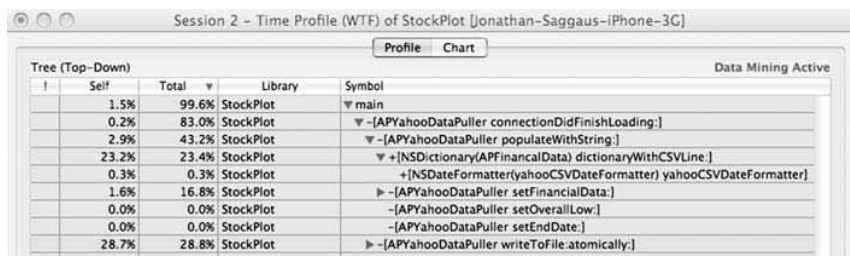 Session 2 - Time Profile (WTF) of StockPlot [Jonathan-Saggaus-iPhone-3G]
Profile Chart
Tree (Top-Down) Data Mining Active
! Self Total Library Symbol
1.5% 99.6% StockPlot main
0.2% 83.0% StockPlot -[APYahooDataPuller connectionDidFinishLoading:]
2.9% 43.2% StockPlot -[APYahooDataPuller populateWithString:]
23.2% 23.4% StockPlot +[NSDictionary(APFinancalData) dictionaryWithCSVLine:]
0.3% 0.3% StockPlot +[NSDateFormatter(yahooCSVDateFormatter) yahooCSVDateFormatter]
1.6% 16.8% StockPlot -[APYahooDataPuller setFinancialData:]
0.0% 0.0% StockPlot -[APYahooDataPuller setOverallLow:]
0.0% 0.0% StockPlot -[APYahooDataPuller setEndDate:]
28.7% 28.8% StockPlot -[APYahooDataPuller writeToFile:atomically:]